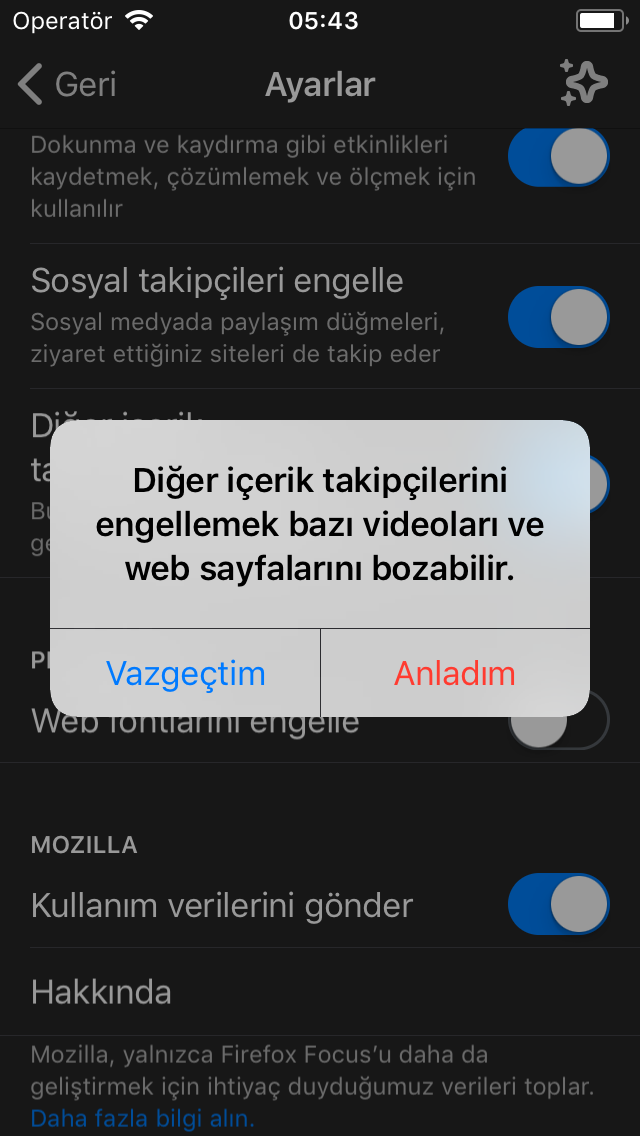 Operatör 05:43
Geri Ayarlar
Dokunma ve kaydırma gibi etkinlikleri
kaydetmek, çözümlemek ve ölçmek için
kullanılır
Sosyal takipçileri engelle
Sosyal medyada paylaşım düğmeleri,
ziyaret ettiğiniz siteleri de takip eder
Diğer içerik takipçilerini
engellemek bazı videoları ve
web sayfalarını bozabilir.
Vazgeçtim Anladım
Web fontlarını engelle
MOZILLA
Kullanım verilerini gönder
Hakkında
Mozilla, yalnızca Firefox Focus'u daha da
geliştirmek için ihtiyaç duyduğumuz verileri toplar.
Daha fazla bilgi alın.